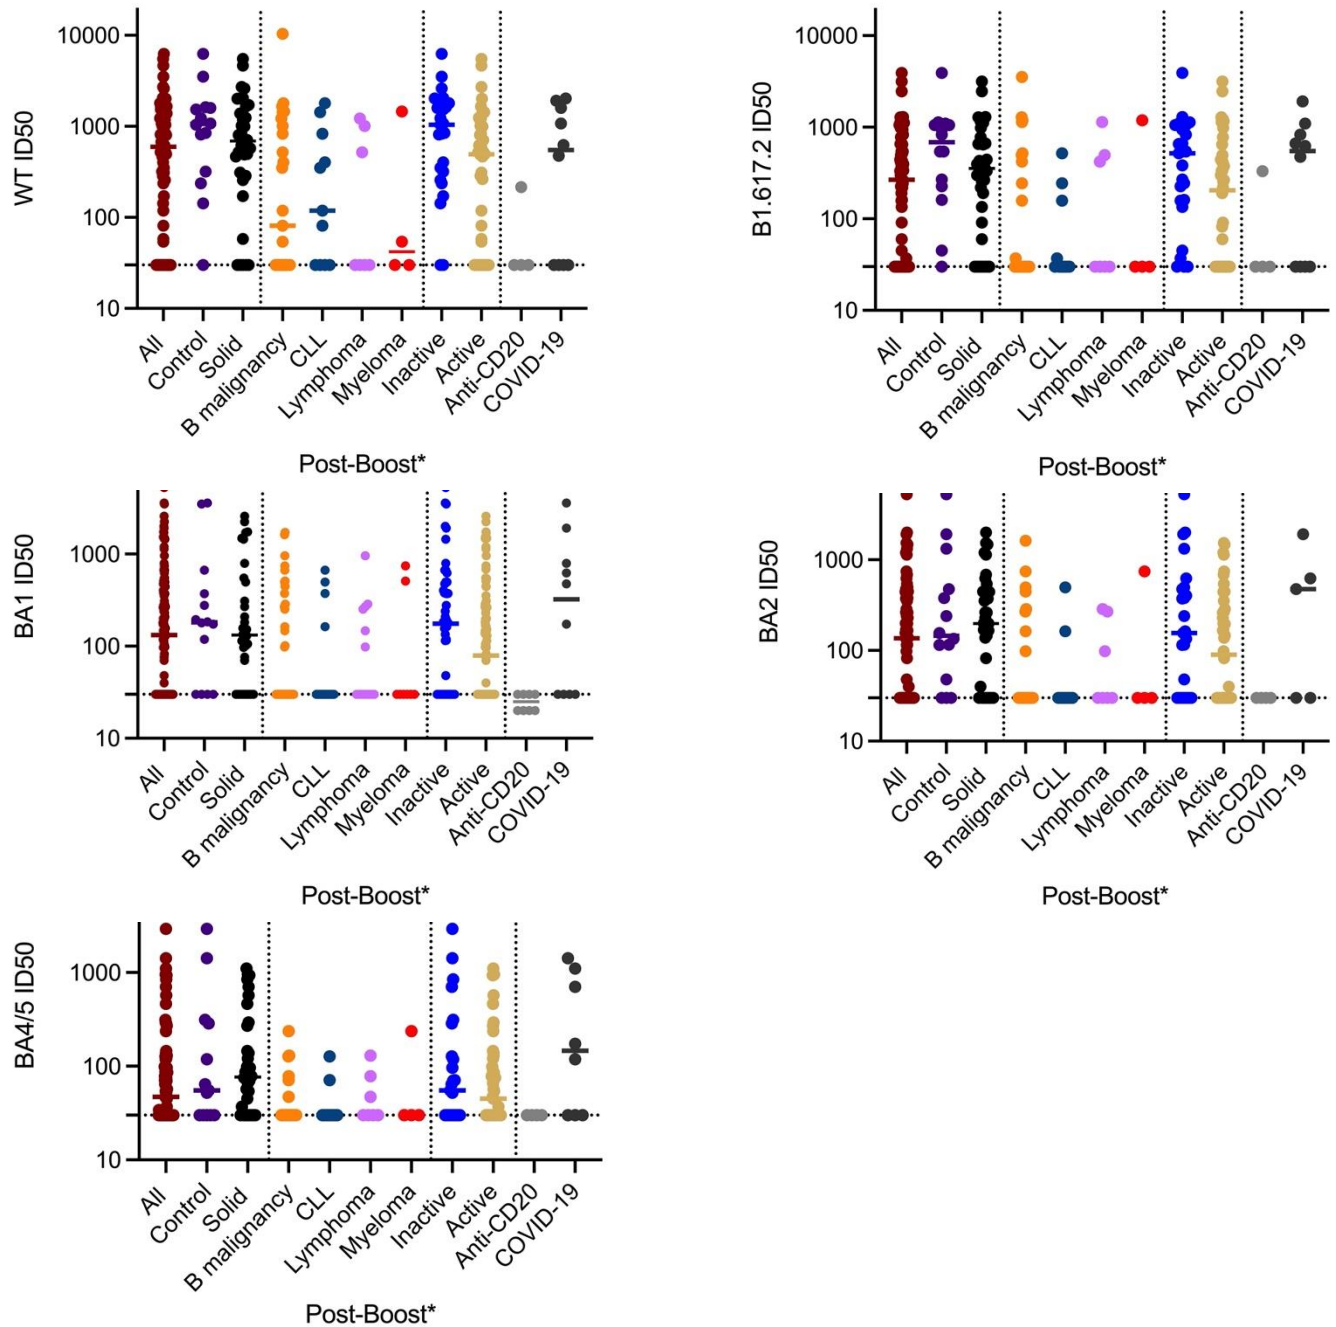 WT ID50
10000
1000
100
10
All
Control
Solid
B malignancy
CLL
Lymphoma
Myeloma
Inactive
Active
Anti-CD20
COVID-19
Post-Boost*
B1.617.2 ID50
10000
1000
100
10
All
Control
Solid
B malignancy
CLL
Lymphoma
Myeloma
Inactive
Active
Anti-CD20
COVID-19
Post-Boost*
BA1 ID50
1000
100
10
All
Control
Solid
B malignancy
CLL
Lymphoma
Myeloma
Inactive
Active
Anti-CD20
COVID-19
Post-Boost*
BA2 ID50
1000
100
10
All
Control
Solid
B malignancy
CLL
Lymphoma
Myeloma
Inactive
Active
Anti-CD20
COVID-19
Post-Boost*
BA4/5 ID50
1000
100
10
All
Control
Solid
B malignancy
CLL
Lymphoma
Myeloma
Inactive
Active
Anti-CD20
COVID-19
Post-Boost*